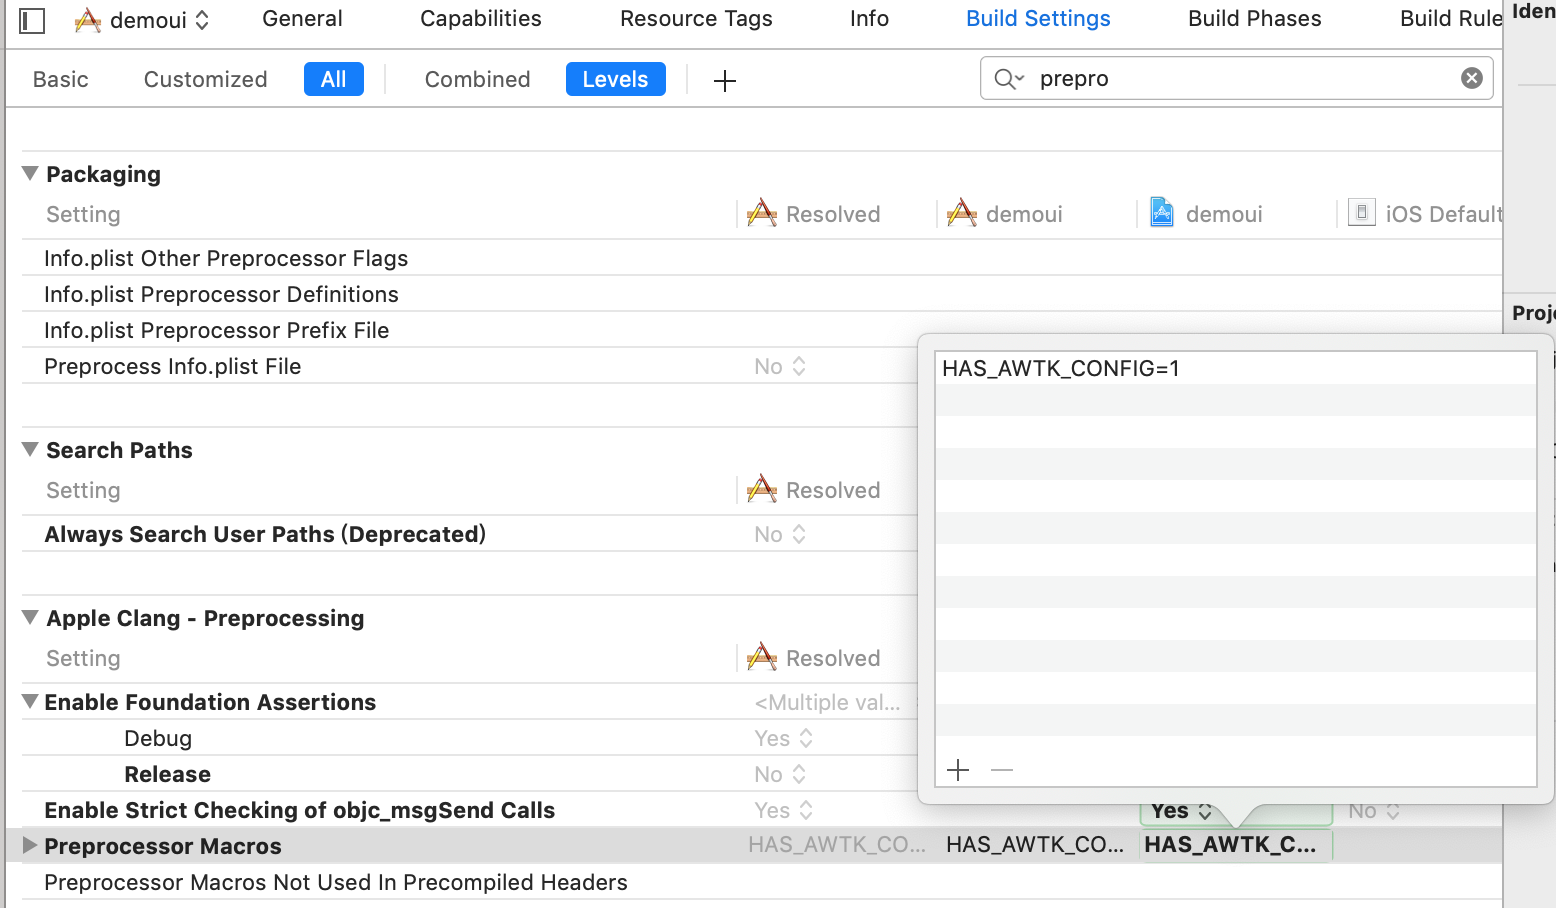 demoui General Capabilities Resource Tags Info Build Settings Build Phases Build Rule
Iden
Basic Customized All Combined Levels + prepro
Packaging
Setting Resolved demoui demoui iOS Default
Info.plist Other Preprocessor Flags
Info.plist Preprocessor Definitions
Info.plist Preprocessor Prefix File
Proje
Preprocess Info.plist File No
HAS_AWTK_CONFIG=1
Search Paths
Setting Resolved
Always Search User Paths (Deprecated) No
Apple Clang - Preprocessing
Setting Resolved
Enable Foundation Assertions <Multiple val...
Debug Yes
Release No
Enable Strict Checking of objc_msgSend Calls Yes Yes No
Preprocessor Macros HAS_AWTK_CO... HAS_AWTK_CO... HAS_AWTK_C...
Preprocessor Macros Not Used In Precompiled Headers